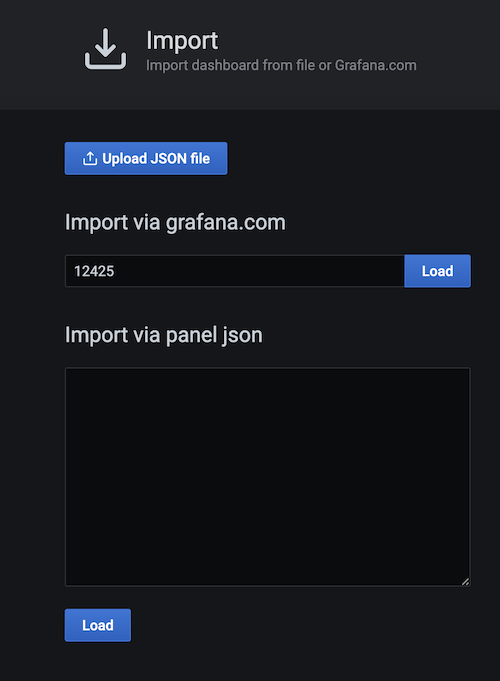 Import
Import dashboard from file or Grafana.com
Upload JSON file
Import via grafana.com
12425 Load
Import via panel json
Load